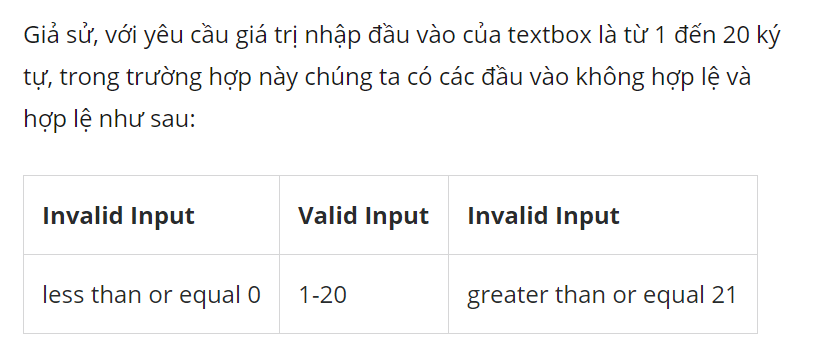 Giả sử, với yêu cầu giá trị nhập đầu vào của textbox là từ 1 đến 20 ký
tự, trong trường hợp này chúng ta có các đầu vào không hợp lệ và
hợp lệ như sau:
Invalid Input Valid Input Invalid Input
less than or equal 0 1-20 greater than or equal 21